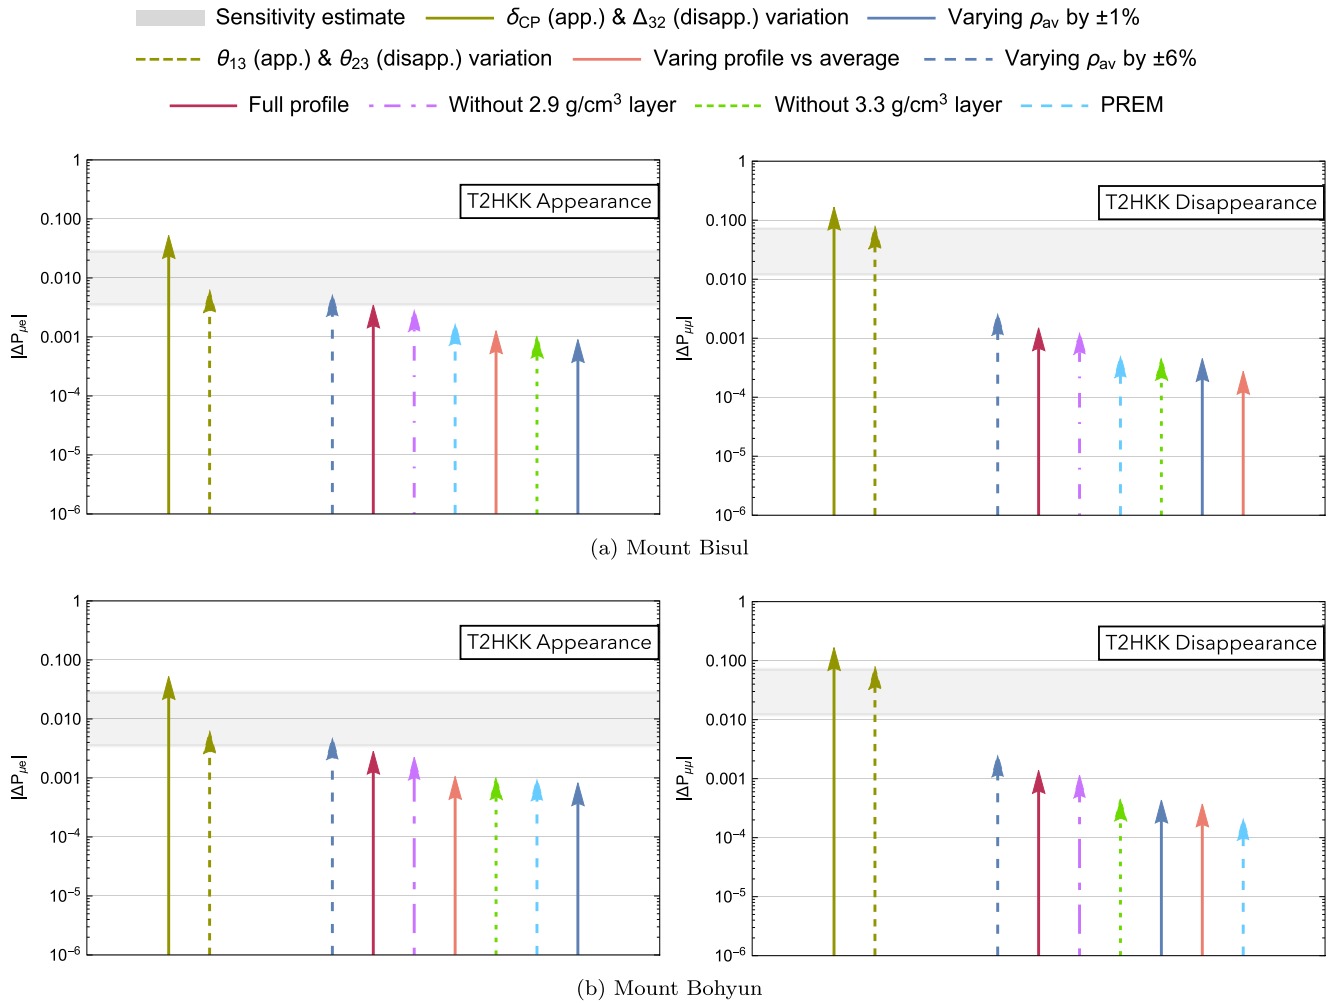 Sensitivity estimate
δCP (app.) & Δ32 (disapp.) variation
Varying ρav by ±1%
θ13 (app.) & θ23 (disapp.) variation
Varing profile vs average
Varying ρav by ±6%
Full profile
Without 2.9 g/cm³ layer
Without 3.3 g/cm³ layer
PREM
T2HKK Appearance
|ΔPμe|
1
0.100
0.010
0.001
10⁻⁴
10⁻⁵
10⁻⁶
T2HKK Disappearance
|ΔPμμ|
1
0.100
0.010
0.001
10⁻⁴
10⁻⁵
10⁻⁶
(a) Mount Bisul
T2HKK Appearance
|ΔPμe|
1
0.100
0.010
0.001
10⁻⁴
10⁻⁵
10⁻⁶
T2HKK Disappearance
|ΔPμμ|
1
0.100
0.010
0.001
10⁻⁴
10⁻⁵
10⁻⁶
(b) Mount Bohyun